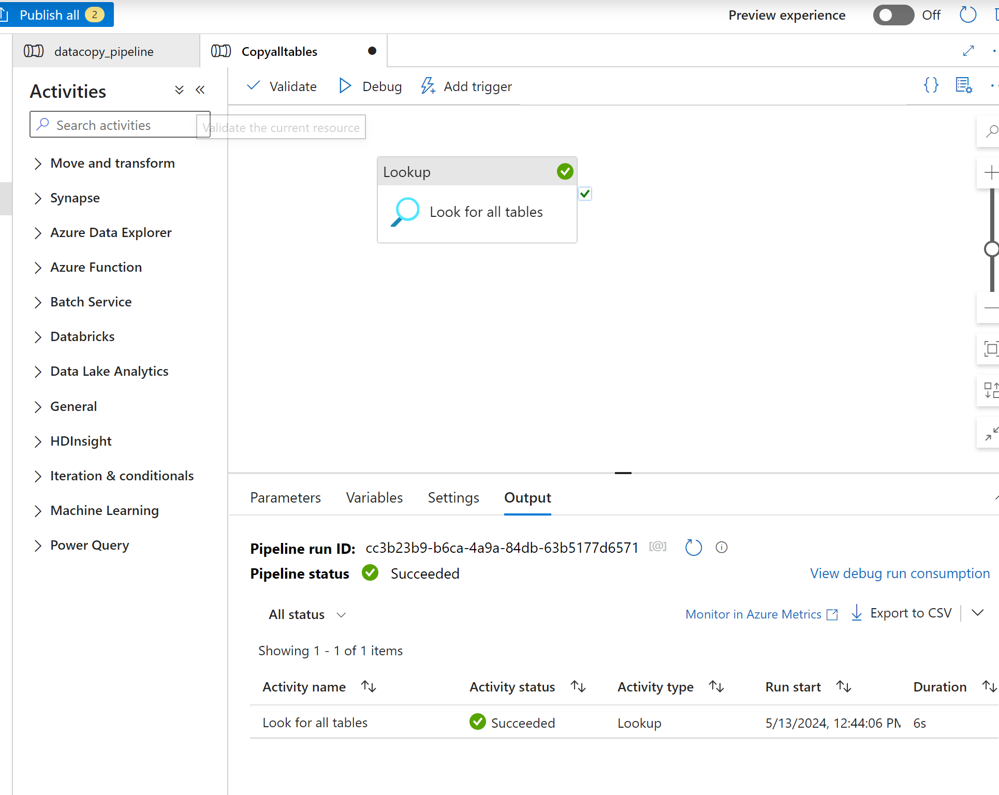 Publish all 2
Preview experience Off
datacopy_pipeline
Copyalltables
Activities
Validate
Debug
Add trigger
Search activities
Validate the current resource
Move and transform
Synapse
Azure Data Explorer
Azure Function
Batch Service
Databricks
Data Lake Analytics
General
HDInsight
Iteration & conditionals
Machine Learning
Power Query
Lookup
Look for all tables
Parameters
Variables
Settings
Output
Pipeline run ID: cc3b23b9-b6ca-4a9a-84db-63b5177d6571
Pipeline status Succeeded
View debug run consumption
All status
Monitor in Azure Metrics
Export to CSV
Showing 1 - 1 of 1 items
Activity name Activity status Activity type Run start Duration
Look for all tables Succeeded Lookup 5/13/2024, 12:44:06 PM 6s